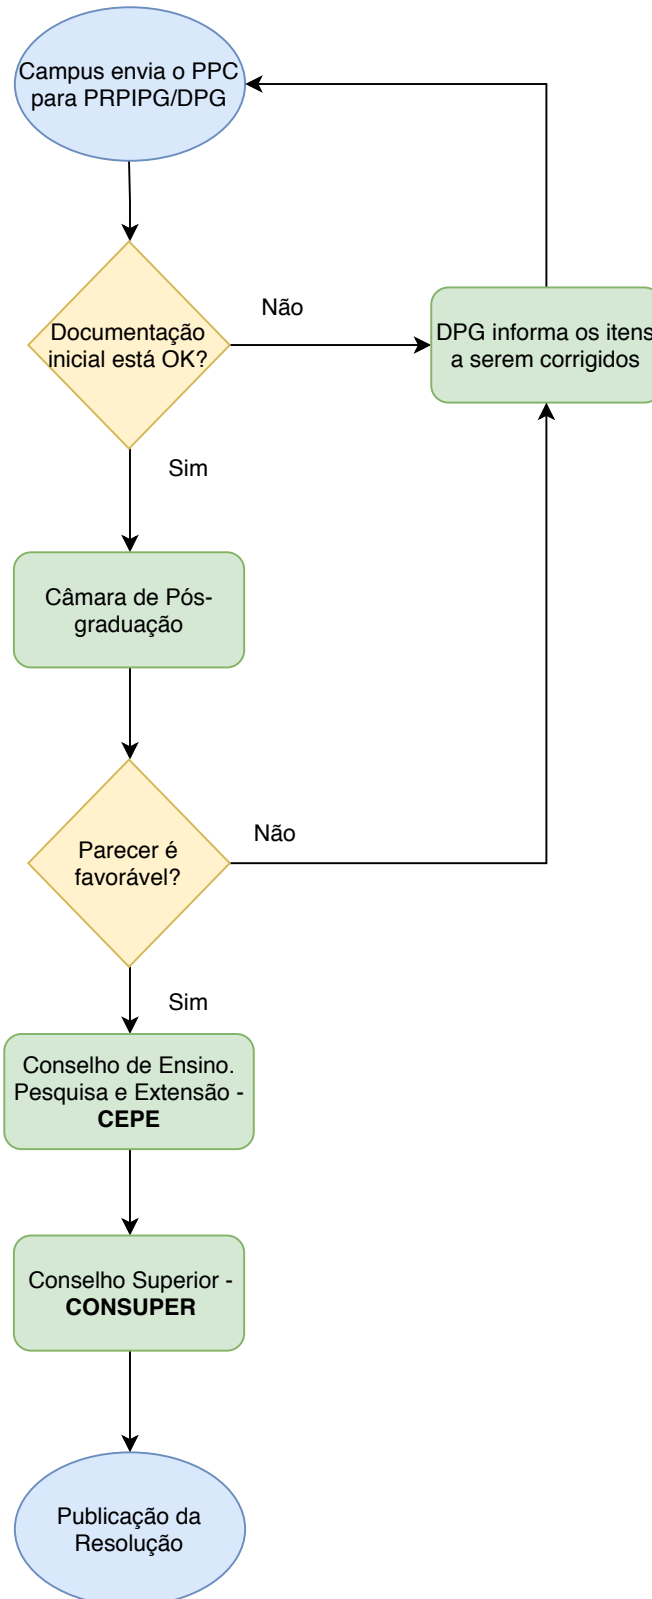 Campus envia o PPC
para PRPIPG/DPG
Documentação
inicial está OK?
Não
DPG informa os itens
a serem corrigidos
Sim
Câmara de Pós-
graduação
Parecer é
favorável?
Não
Sim
Conselho de Ensino.
Pesquisa e Extensão -
CEPE
Conselho Superior -
CONSUPER
Publicação da
Resolução